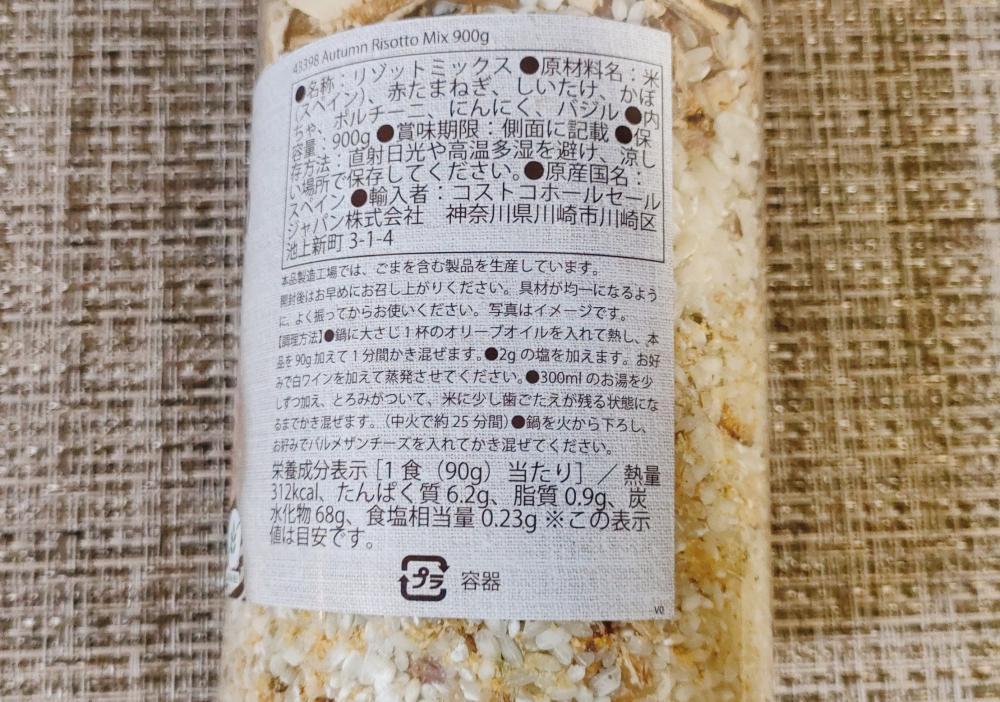 43398 Autumn Risotto Mix 900g
●名称：リゾットミックス ●原材料名：米
(スペイン)、赤たまねぎ、しいたけ、かぼ
ちゃ、ポルチーニ、にんにく、バジル ●内
容量：900g ●賞味期限：側面に記載 ●保
存方法：直射日光や高温多湿を避け、涼し
い場所で保存してください。●原産国名：
スペイン ●輸入者：コストコホールセール
ジャパン株式会社　神奈川県川崎市川崎区
池上新町 3-1-4
本品製造工場では、ごまを含む製品を生産しています。
開封後はお早めにお召し上がりください。具材が均一になるよう
に、よく振ってからお使いください。写真はイメージです。
【調理方法】●鍋に大さじ1杯のオリーブオイルを入れて熱し、本
品を 90g 加えて 1 分間かき混ぜます。●2g の塩を加えます。お好
みで白ワインを加えて蒸発させてください。●300ml のお湯を少
しずつ加え、とろみがついて、米に少し歯ごたえが残る状態にな
るまでかき混ぜます。（中火で約 25 分間）●鍋を火から下ろし、
お好みでパルメザンチーズを入れてかき混ぜてください。
栄養成分表示［1 食（90g）当たり］／ 熱量
312kcal、たんぱく質 6.2g、脂質 0.9g、炭
水化物 68g、食塩相当量 0.23g ※この表示
値は目安です。
プラ 容器
V0